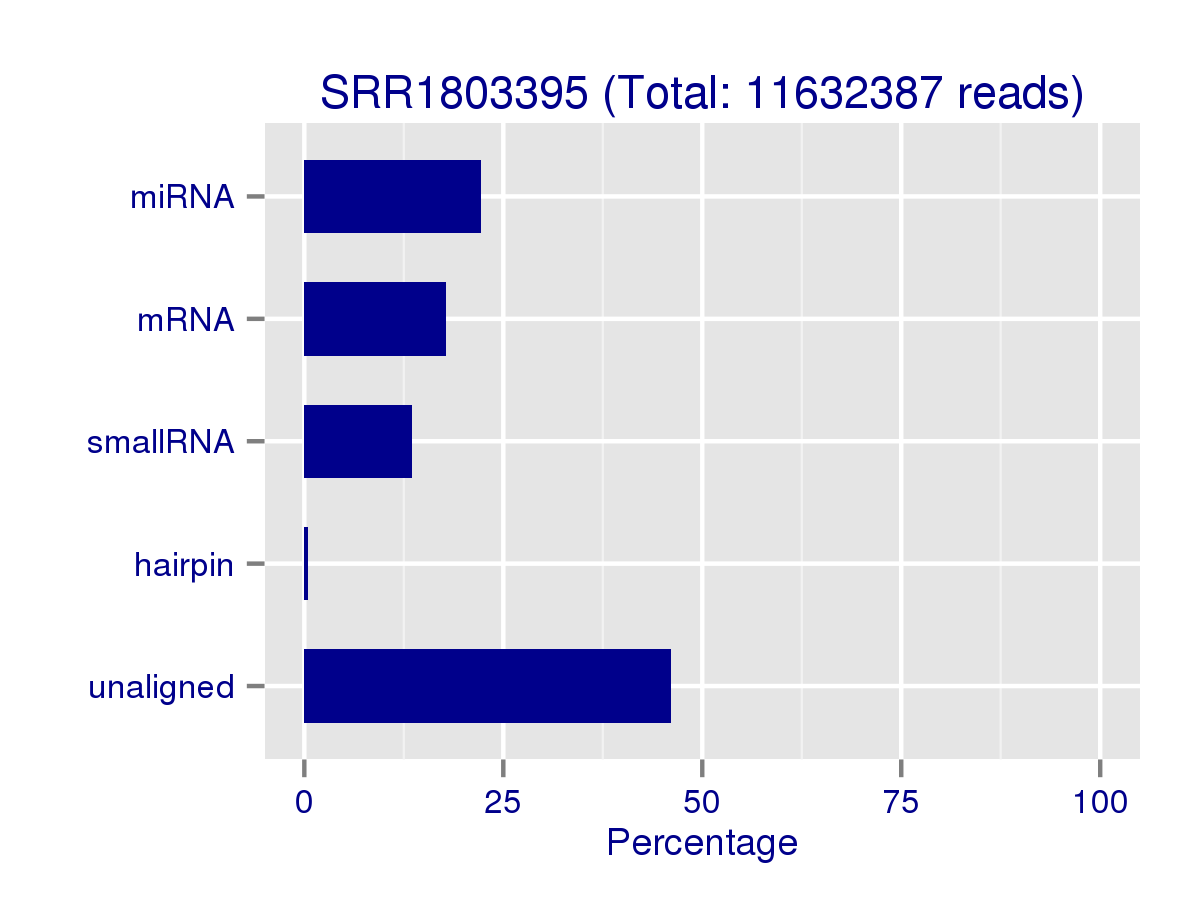 SRR1803395 (Total: 11632387 reads)
miRNA
mRNA
smallRNA
hairpin
unaligned
0 25 50 75 100
Percentage